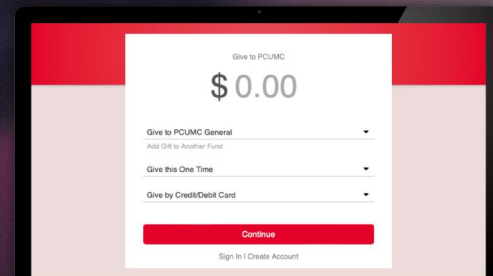 Give to PCUMC
$ 0.00
Give to PCUMC General
Add Gift to Another Fund
Give this One Time
Give by Credit/Debit Card
Continue
Sign In | Create Account